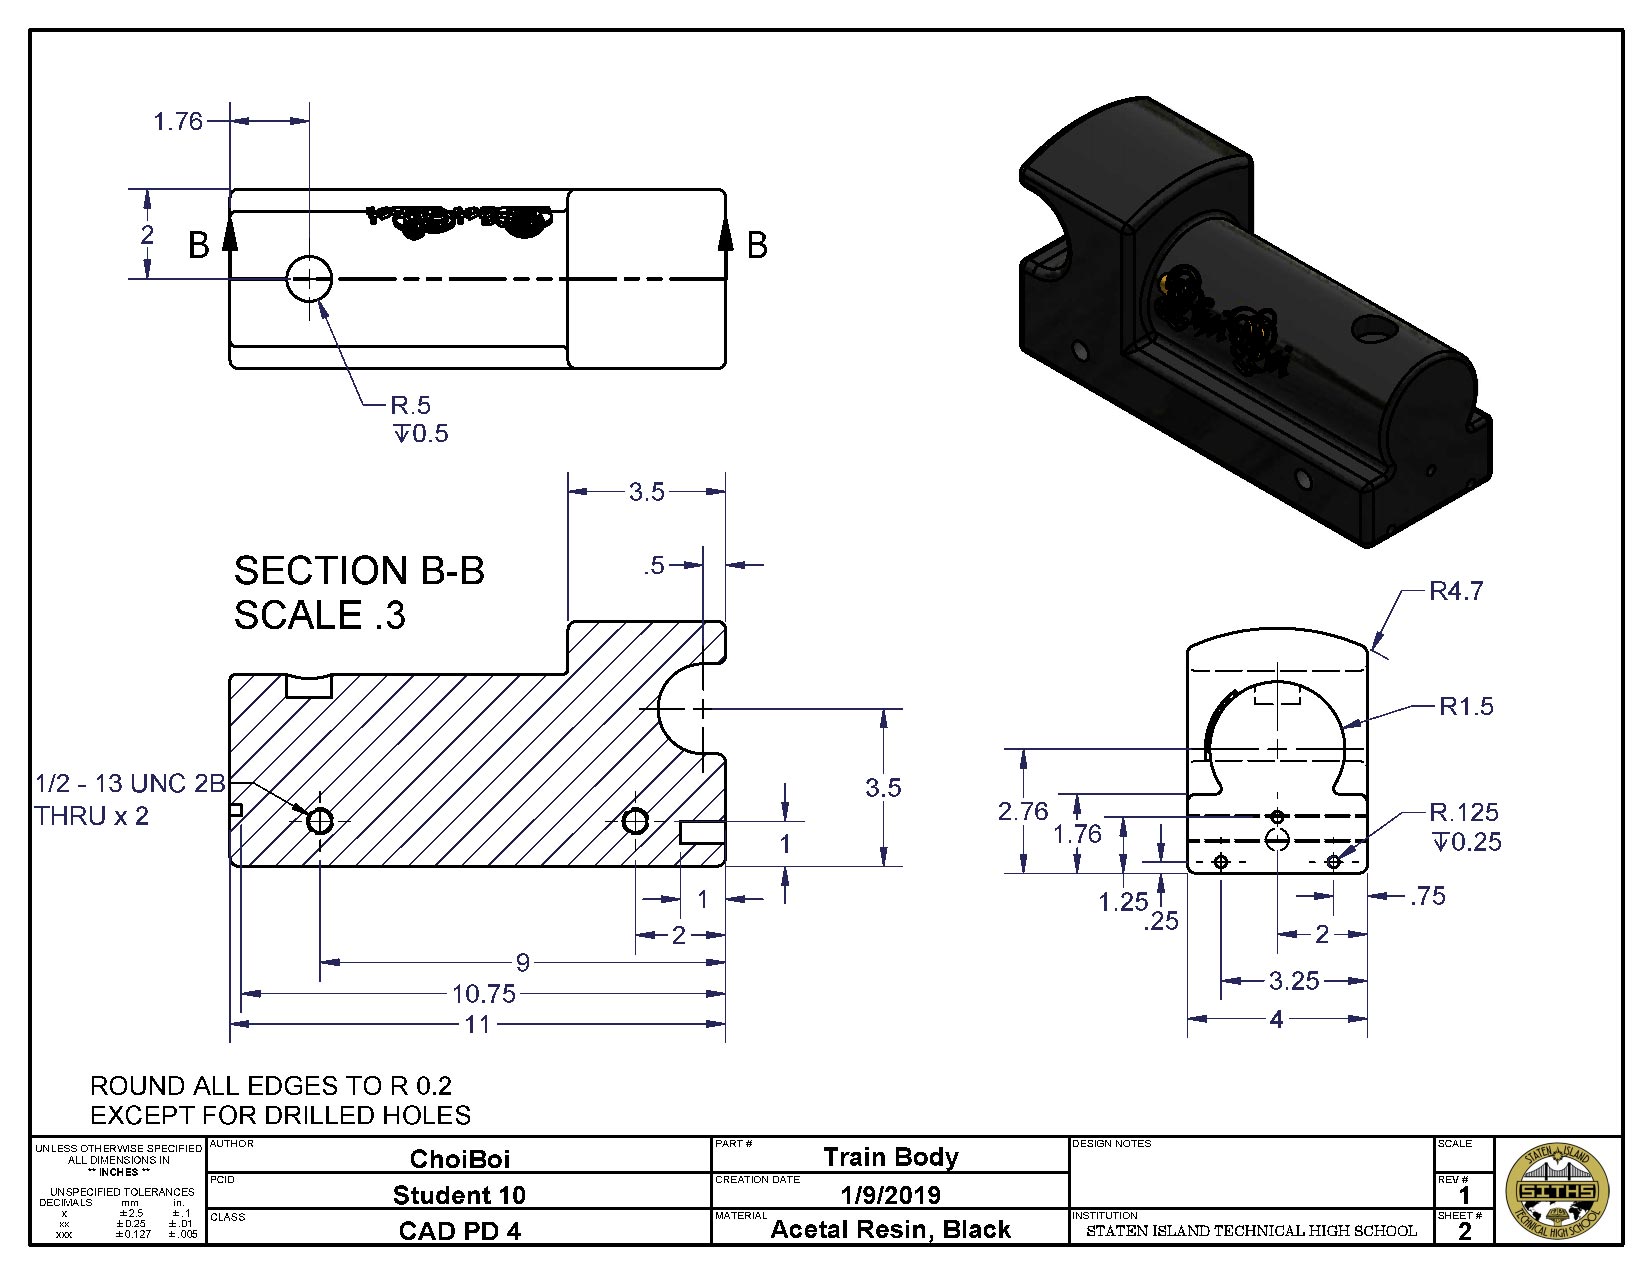 1.76
2
B
B
R.5
↧0.5
3.5
.5
SECTION B-B
SCALE .3
1/2 - 13 UNC 2B
THRU x 2
3.5
1
1
2
9
10.75
11
R4.7
R1.5
2.76
1.76
1.25
.25
R.125
↧0.25
.75
2
3.25
4
ROUND ALL EDGES TO R 0.2
EXCEPT FOR DRILLED HOLES
UNLESS OTHERWISE SPECIFIED
ALL DIMENSIONS IN
** INCHES **
UNSPECIFIED TOLERANCES
DECIMALS mm in.
x ±2.5 ±.1
xx ±0.25 ±.01
xxx ±0.127 ±.005
AUTHOR
ChoiBoi
PCID
Student 10
CLASS
CAD PD 4
PART #
Train Body
CREATION DATE
1/9/2019
MATERIAL
Acetal Resin, Black
DESIGN NOTES
INSTITUTION
STATEN ISLAND TECHNICAL HIGH SCHOOL
SCALE
REV #
1
SHEET #
2
STATEN ISLAND
SITHS
TECHNICAL HIGH SCHOOL